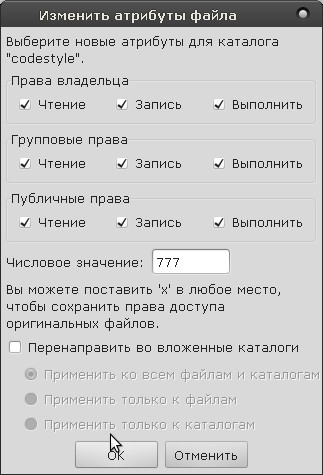 Изменить атрибуты файла
Выберите новые атрибуты для каталога
"codestyle".
Права владельца
Чтение Запись Выполнить
Групповые права
Чтение Запись Выполнить
Публичные права
Чтение Запись Выполнить
Числовое значение: 777
Вы можете поставить 'x' в любое место,
чтобы сохранить права доступа
оригинальных файлов.
Перенаправить во вложенные каталоги
Применить ко всем файлам и каталогам
Применить только к файлам
Применить только к каталогам
OK Отменить